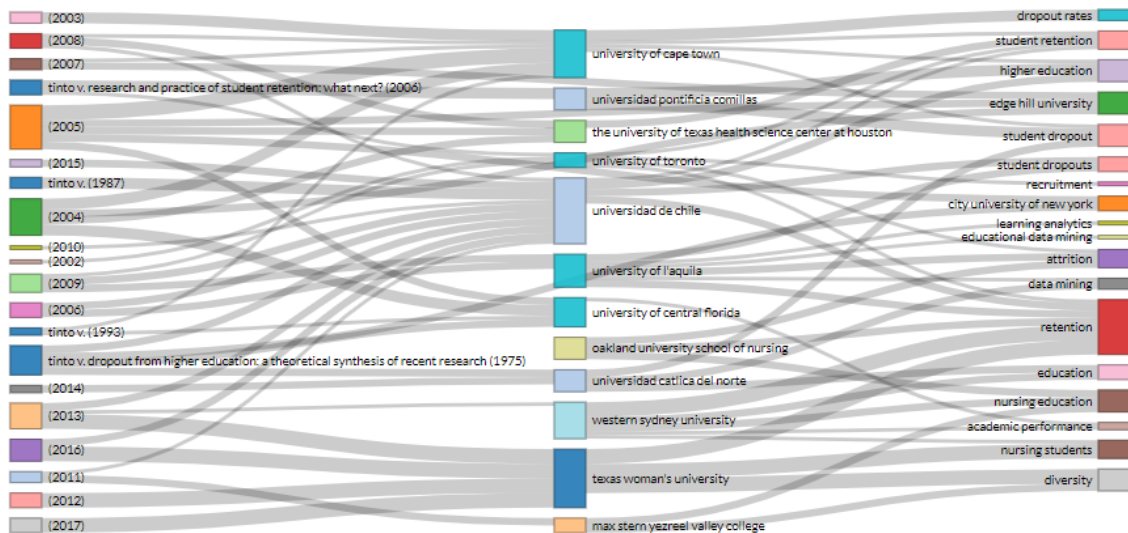 (2003)
(2008)
(2007)
tinto v. research and practice of student retention: what next? (2006)
(2005)
(2015)
tinto v. (1987)
(2004)
(2010)
(2002)
(2009)
(2006)
tinto v. (1993)
tinto v. dropout from higher education: a theoretical synthesis of recent research (1975)
(2014)
(2013)
(2016)
(2011)
(2012)
(2017)
university of cape town
universidad pontificia comillas
the university of texas health science center at houston
university of toronto
universidad de chile
university of l'aquila
university of central florida
oakland university school of nursing
universidad catlica del norte
western sydney university
texas woman's university
max stern yezreel valley college
dropout rates
student retention
higher education
edge hill university
student dropout
student dropouts
recruitment
city university of new york
learning analytics
educational data mining
attrition
data mining
retention
education
nursing education
academic performance
nursing students
diversity